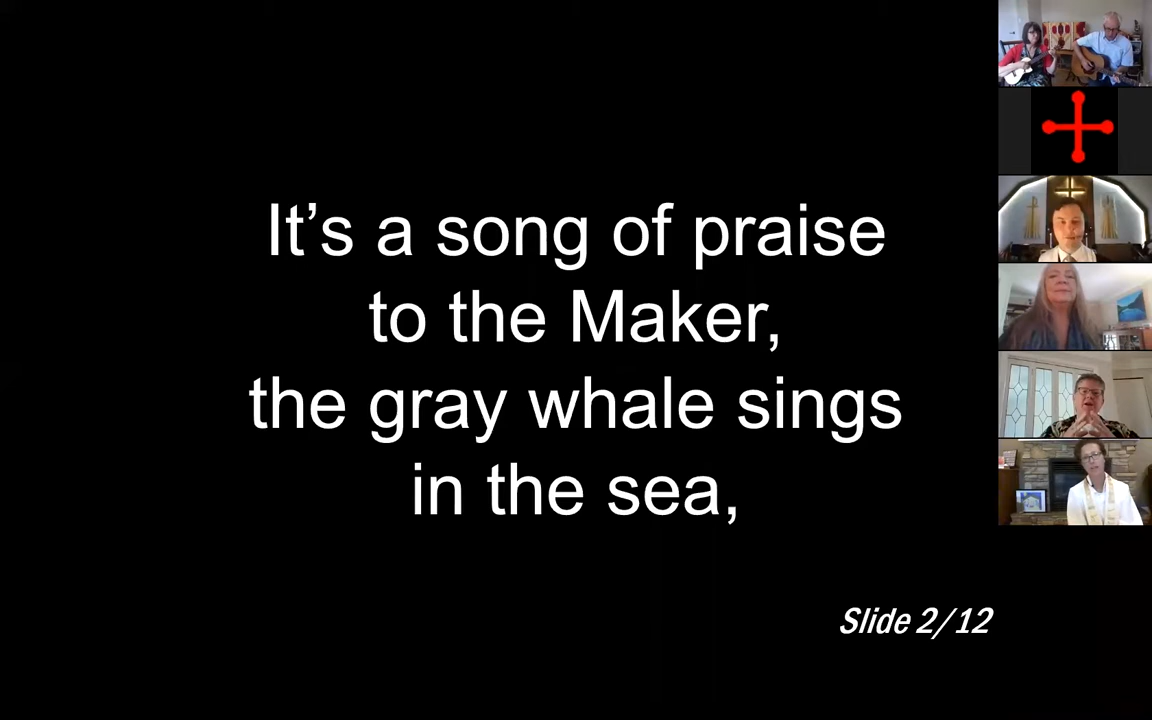 It’s a song of praise
to the Maker,
the gray whale sings
in the sea,
Slide 2/12